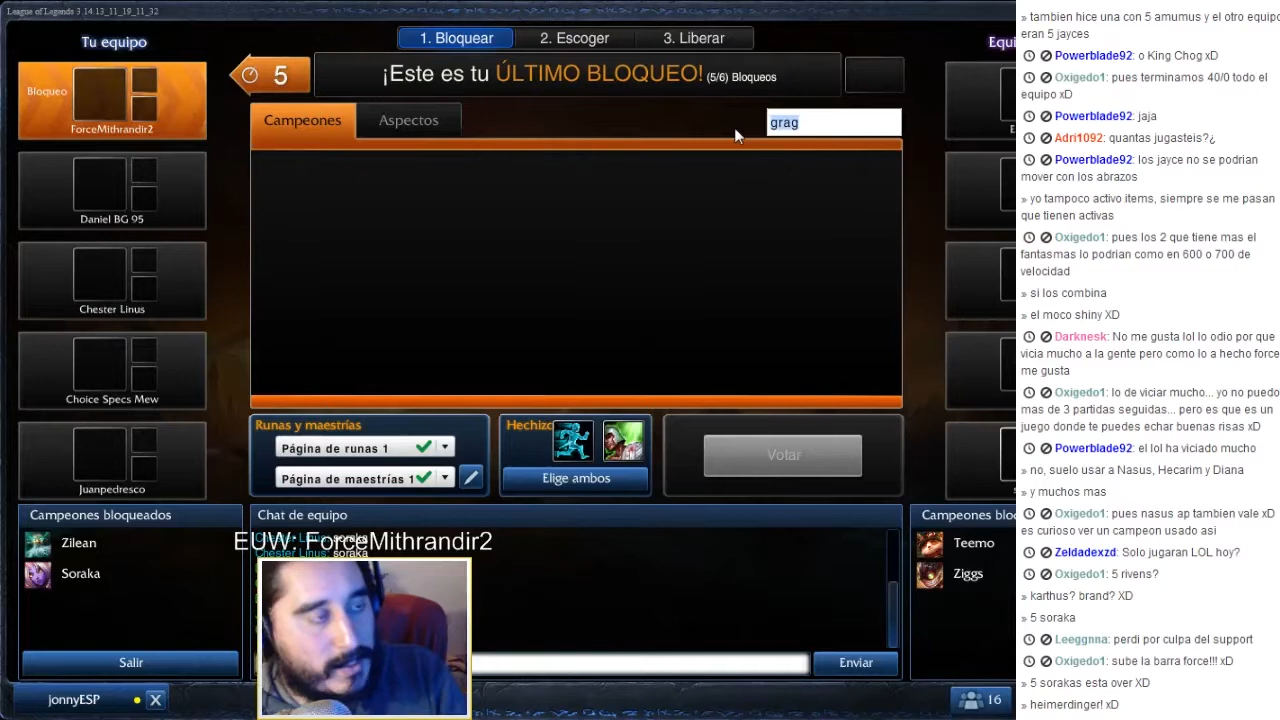 League of Legends 3.14.13_11_19_11_32
Tu equipo
1. Bloquear
2. Escoger
3. Liberar
Equi
Bloqueo
ForceMithrandir2
5
¡Este es tu ÚLTIMO BLOQUEO! (5/6) Bloqueos
Campeones
Aspectos
grag
Daniel BG 95
Chester Linus
Choice Specs Mew
Juanpedresco
Runas y maestrías
Página de runas 1
Página de maestrías 1
Hechizo
Elige ambos
Votar
Campeones bloqueados
Zilean
Soraka
Salir
Chat de equipo
Chester Linus: soraka
EUW: ForceMithrandir2
Chester Linus: soraka
Enviar
Campeones blo
Teemo
Ziggs
jonnyESP
X
16
» tambien hice una con 5 amumus y el otro equipo
eran 5 jayces
Powerblade92: o King Chog xD
Oxigedo1: pues terminamos 40/0 todo el
equipo xD
Powerblade92: jaja
Adri1092: quantas jugasteis?¿
Powerblade92: los jayce no se podrian
mover con los abrazos
» yo tampoco activo items, siempre se me pasan
que tienen activas
Oxigedo1: pues los 2 que tiene mas el
fantasmas lo podrian como en 600 o 700 de
velocidad
» si los combina
» el moco shiny XD
Darknesk: No me gusta lol lo odio por que
vicia mucho a la gente pero como lo a hecho force
me gusta
Oxigedo1: lo de viciar mucho... yo no puedo
mas de 3 partidas seguidas... pero es que es un
juego donde te puedes echar buenas risas xD
Powerblade92: el lol ha viciado mucho
» no, suelo usar a Nasus, Hecarim y Diana
» y muchos mas
Oxigedo1: pues nasus ap tambien vale xD
es curioso ver un campeon usado asi
Zeldadexzd: Solo jugaran LOL hoy?
Oxigedo1: 5 rivens?
» karthus? brand? XD
» 5 soraka
Leeggnna: perdi por culpa del support
Oxigedo1: sube la barra force!!! xD
» 5 sorakas esta over XD
» heimerdinger! xD